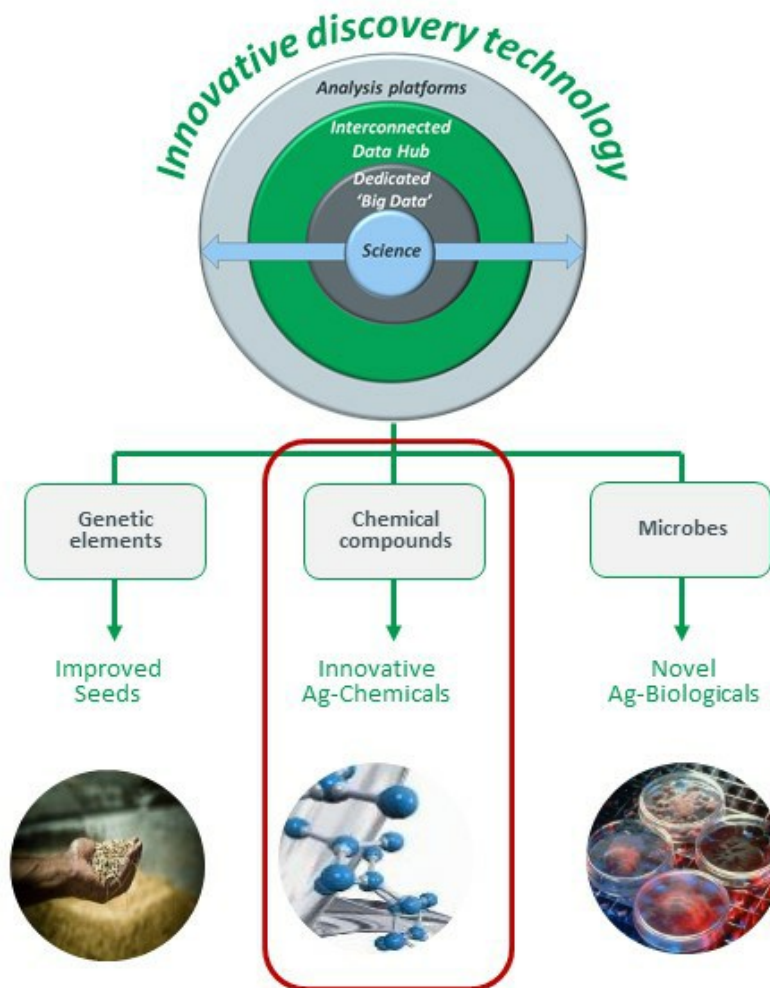 Innovative discovery technology
Analysis platforms
Interconnected
Data Hub
Dedicated
‘Big Data’
Science
Genetic
elements
Chemical
compounds
Microbes
Improved
Seeds
Innovative
Ag-Chemicals
Novel
Ag-Biologicals